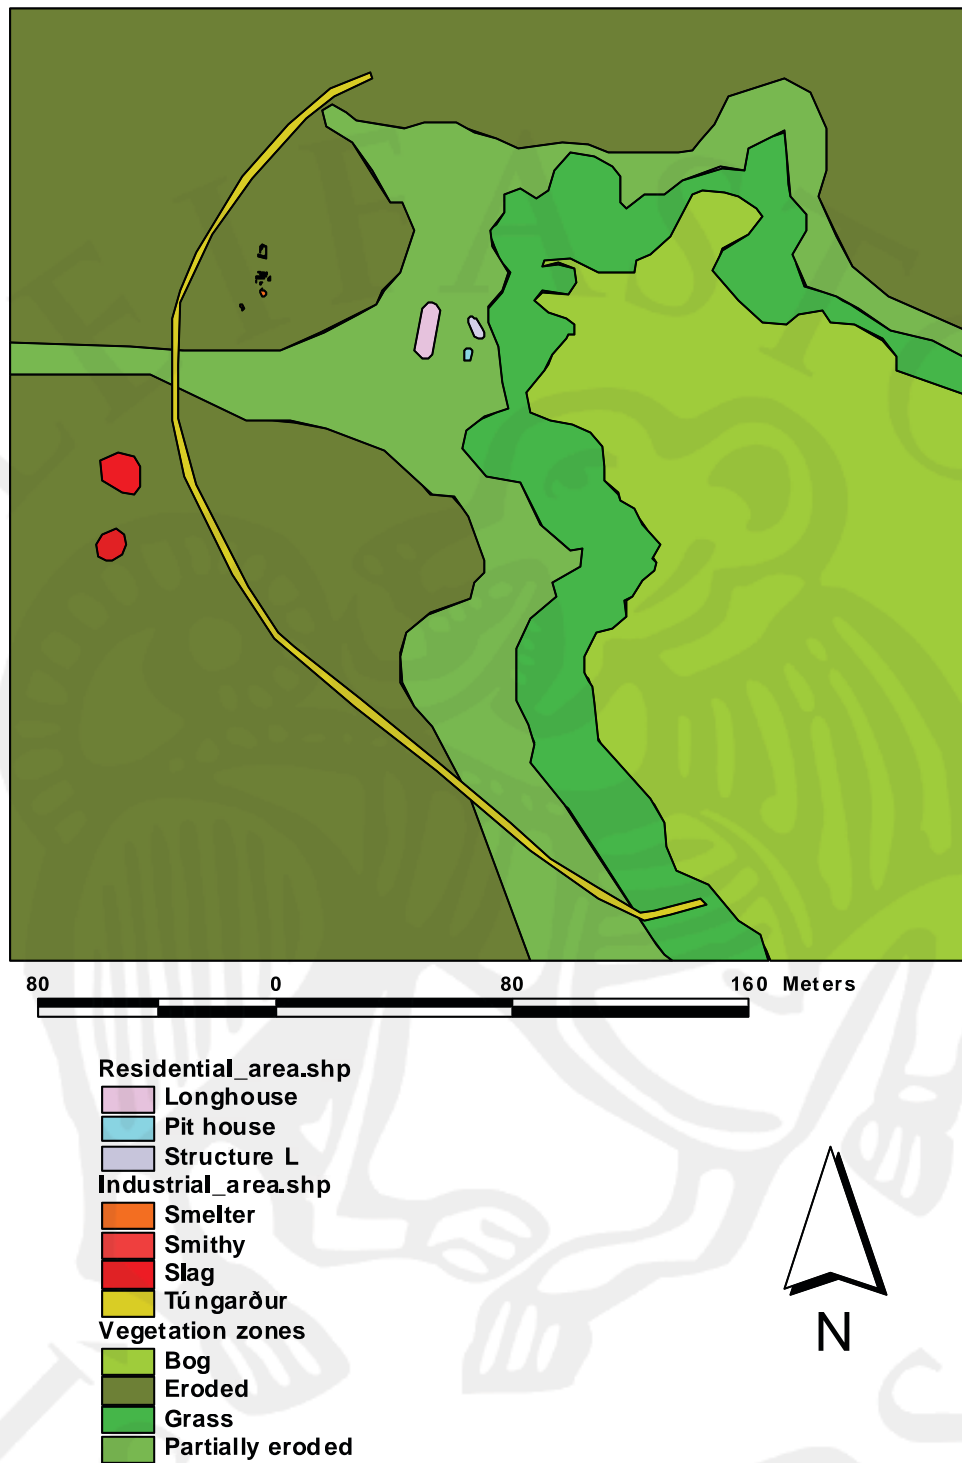 80 0 80 160 Meters
Residential_area.shp
Longhouse
Pit house
Structure L
Industrial_area.shp
Smelter
Smithy
Slag
Túngarður
Vegetation zones
Bog
Eroded
Grass
Partially eroded
N